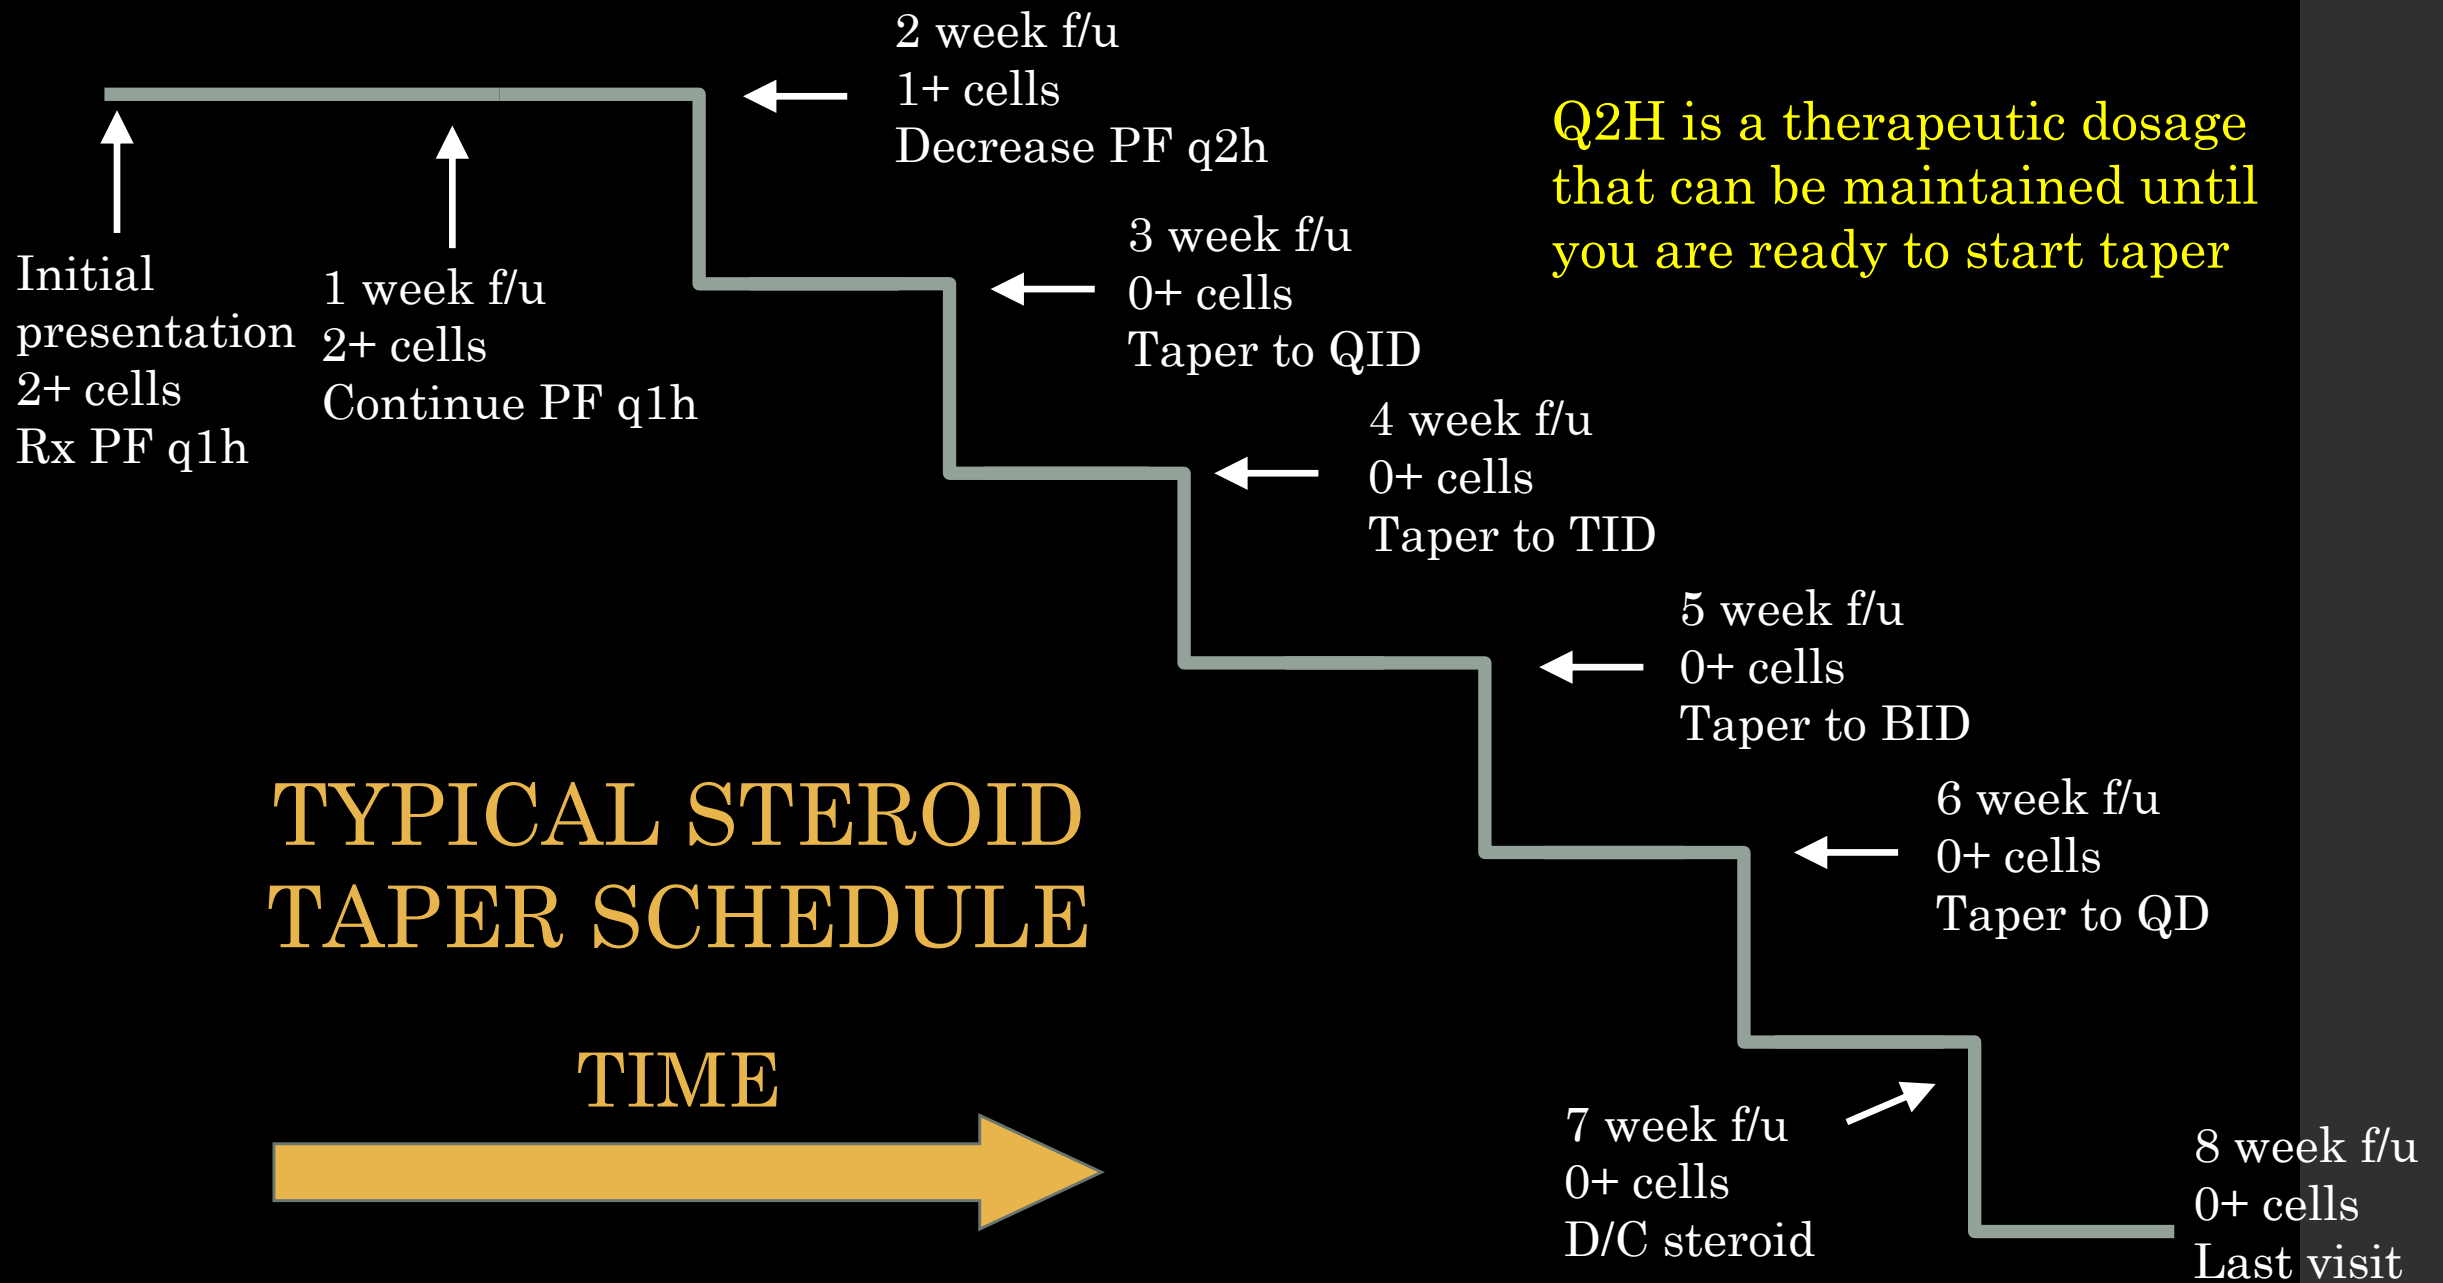 Initial
presentation
2+ cells
Rx PF q1h
1 week f/u
2+ cells
Continue PF q1h
2 week f/u
1+ cells
Decrease PF q2h
Q2H is a therapeutic dosage
that can be maintained until
you are ready to start taper
3 week f/u
0+ cells
Taper to QID
4 week f/u
0+ cells
Taper to TID
5 week f/u
0+ cells
Taper to BID
6 week f/u
0+ cells
Taper to QD
7 week f/u
0+ cells
D/C steroid
8 week f/u
0+ cells
Last visit
TYPICAL STEROID
TAPER SCHEDULE
TIME